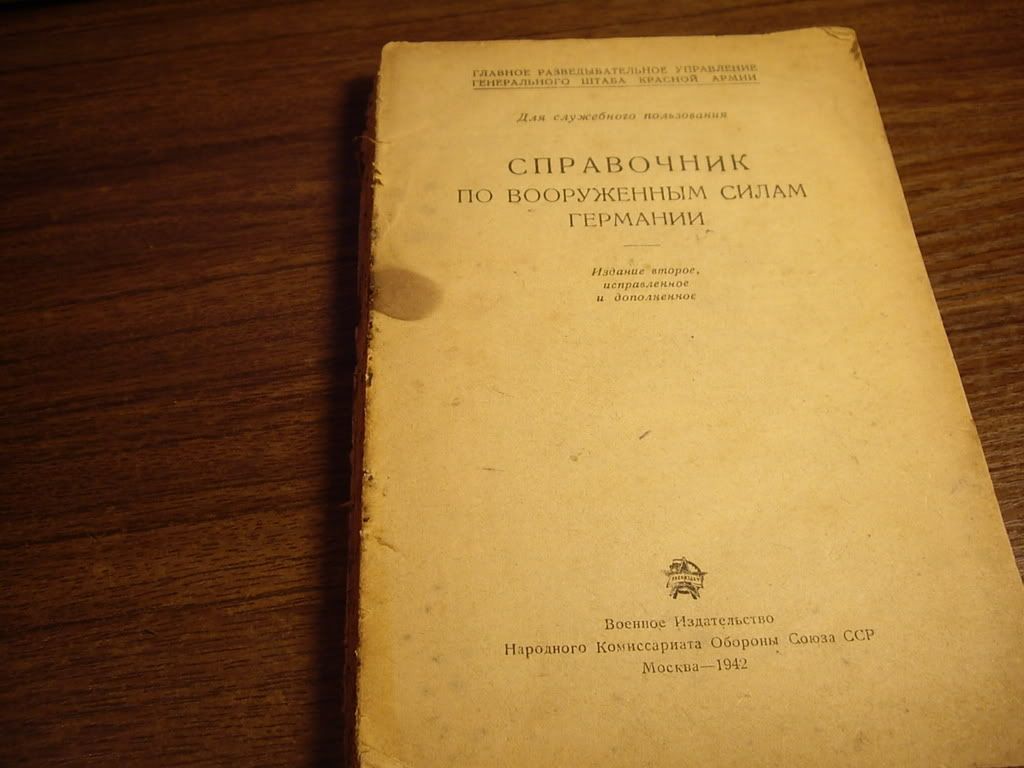 ГЛАВНОЕ РАЗВЕДЫВАТЕЛЬНОЕ УПРАВЛЕНИЕ
ГЕНЕРАЛЬНОГО ШТАБА КРАСНОЙ АРМИИ
Для служебного пользования
СПРАВОЧНИК
ПО ВООРУЖЕННЫМ СИЛАМ
ГЕРМАНИИ
Издание второе,
исправленное
и дополненное
Военное Издательство
Народного Комиссариата Обороны Союза ССР
Москва—1942